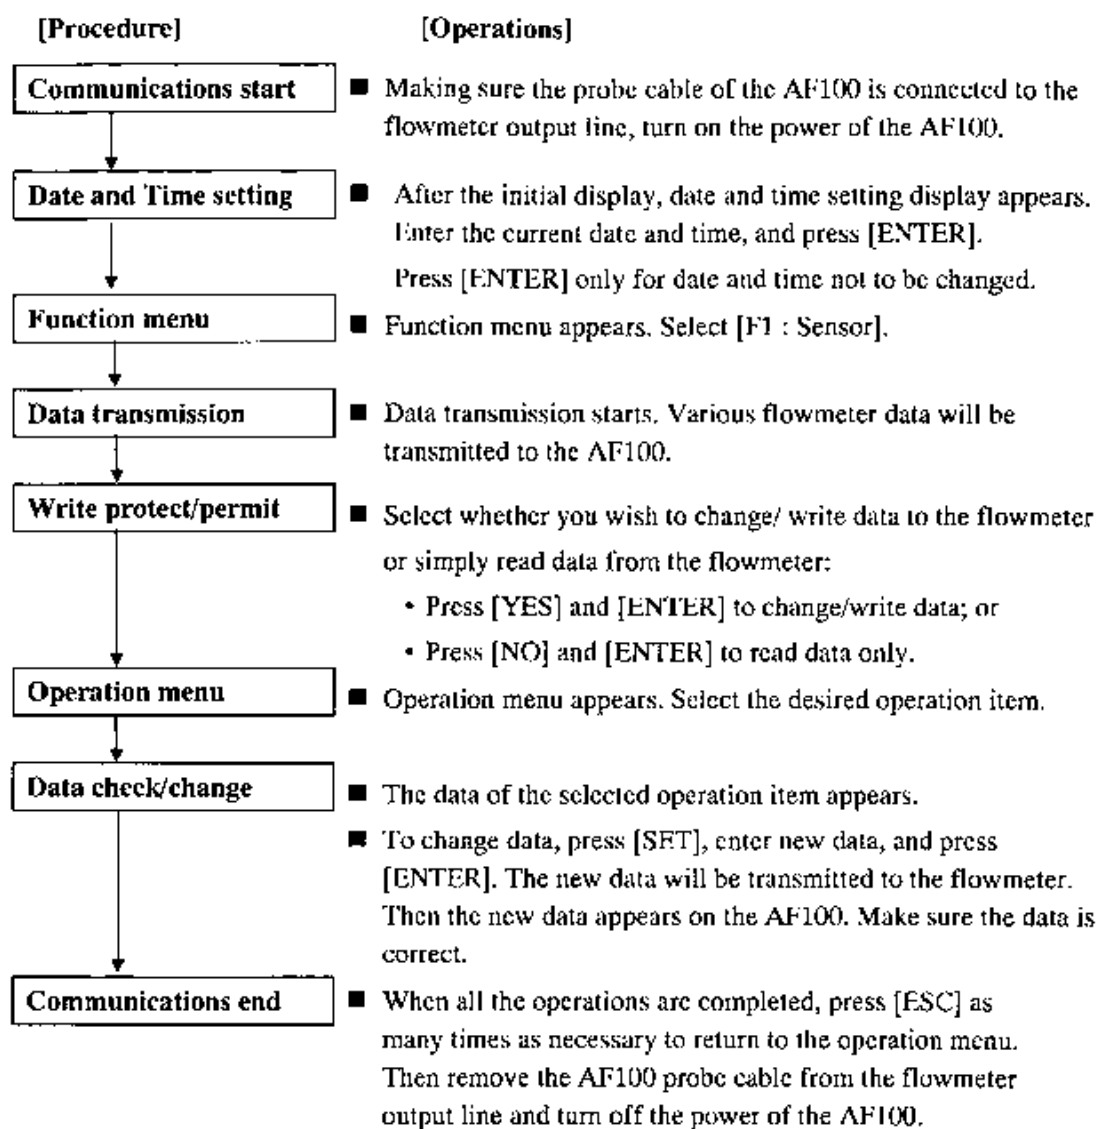 [Procedure] [Operations]
Communications start
■ Making sure the probe cable of the AF100 is connected to the
flowmeter output line, turn on the power of the AF100.
Date and Time setting
■ After the initial display, date and time setting display appears.
Enter the current date and time, and press [ENTER].
Press [ENTER] only for date and time not to be changed.
Function menu
■ Function menu appears. Select [F1 : Sensor].
Data transmission
■ Data transmission starts. Various flowmeter data will be
transmitted to the AF100.
Write protect/permit
■ Select whether you wish to change/ write data to the flowmeter
or simply read data from the flowmeter:
• Press [YES] and [ENTER] to change/write data; or
• Press [NO] and [ENTER] to read data only.
Operation menu
■ Operation menu appears. Select the desired operation item.
Data check/change
■ The data of the selected operation item appears.
■ To change data, press [SET], enter new data, and press
[ENTER]. The new data will be transmitted to the flowmeter.
Then the new data appears on the AF100. Make sure the data is
correct.
Communications end
■ When all the operations are completed, press [ESC] as
many times as necessary to return to the operation menu.
Then remove the AF100 probe cable from the flowmeter
output line and turn off the power of the AF100.